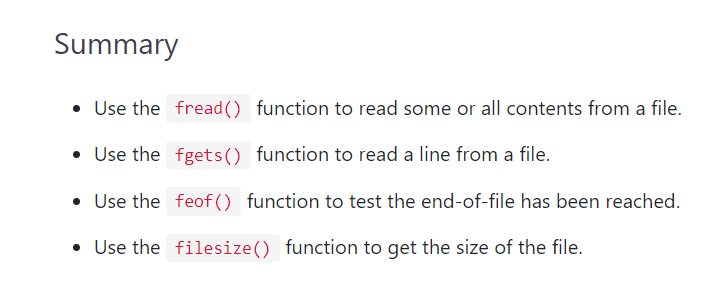 Summary
• Use the fread() function to read some or all contents from a file.
• Use the fgets() function to read a line from a file.
• Use the feof() function to test the end-of-file has been reached.
• Use the filesize() function to get the size of the file.